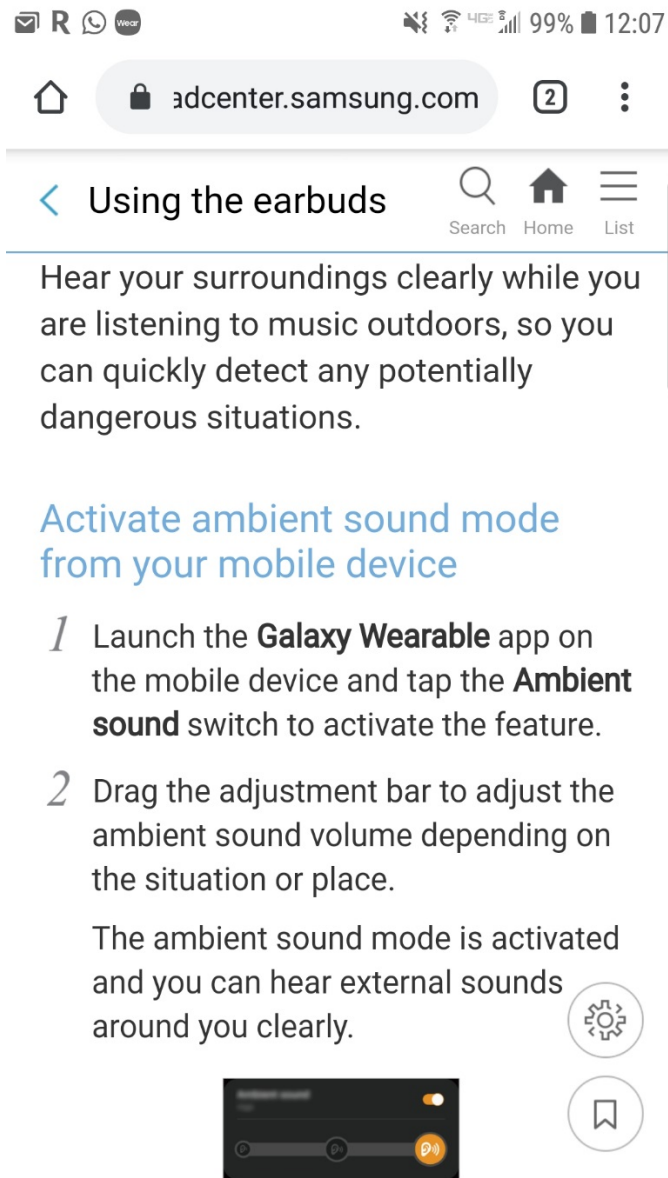 R Wear 4GE 99% 12:07
adcenter.samsung.com 2
Using the earbuds
Search Home List
Hear your surroundings clearly while you
are listening to music outdoors, so you
can quickly detect any potentially
dangerous situations.
Activate ambient sound mode
from your mobile device
1 Launch the Galaxy Wearable app on
the mobile device and tap the Ambient
sound switch to activate the feature.
2 Drag the adjustment bar to adjust the
ambient sound volume depending on
the situation or place.
The ambient sound mode is activated
and you can hear external sounds
around you clearly.
Ambient sound